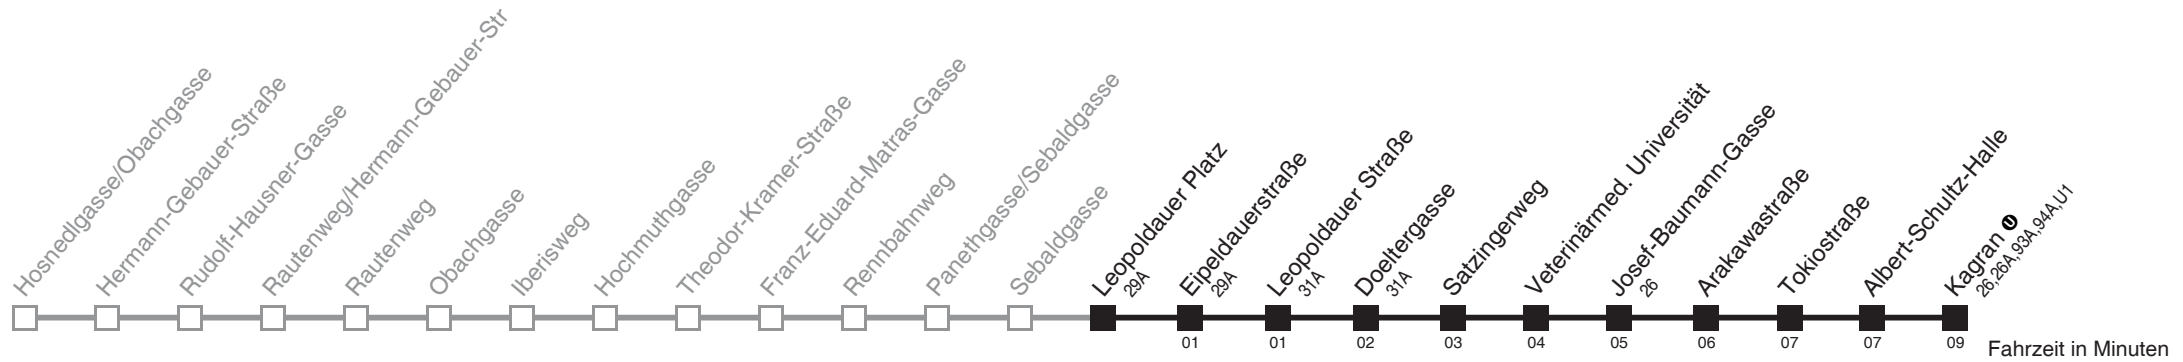 Hosnedlgasse/Obachgasse
Hermann-Gebauer-Straße
Rudolf-Hausner-Gasse
Rautenweg/Hermann-Gebauer-Str
Rautenweg
Obachgasse
Iberisweg
Hochmuthgasse
Theodor-Kramer-Straße
Franz-Eduard-Matras-Gasse
Rennbahnweg
Panethgasse/Sebaldgasse
Sebaldgasse
Leopoldauer Platz
29A
Eipeldauerstraße
29A
01
Leopoldauer Straße
31A
01
Doeltergasse
31A
02
Satzingerweg
03
Veterinärmed. Universität
04
Josef-Baumann-Gasse
26
05
Arakawastraße
06
Tokiostraße
07
Albert-Schultz-Halle
07
Kagran U
26,26A,93A,94A,U1
09
Fahrzeit in Minuten